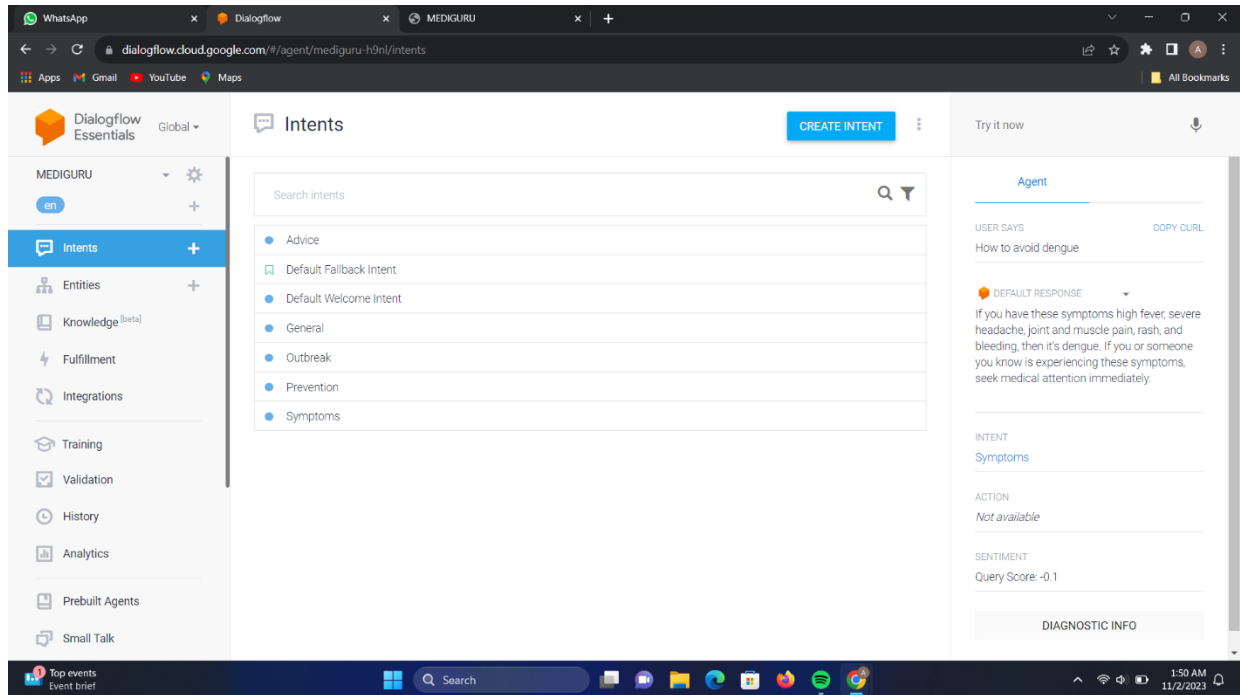 WhatsApp
Dialogflow
MEDIGURU
dialogflow.cloud.google.com/#/agent/mediguru-h9nl/intents
A
Apps
Gmail
YouTube
Maps
All Bookmarks
Dialogflow
Essentials
Global
Intents
CREATE INTENT
Try it now
MEDIGURU
en
Intents
Entities
Knowledge [beta]
Fulfillment
Integrations
Training
Validation
History
Analytics
Prebuilt Agents
Small Talk
Search intents
Advice
Default Fallback Intent
Default Welcome Intent
General
Outbreak
Prevention
Symptoms
Agent
USER SAYS
COPY CURL
How to avoid dengue
DEFAULT RESPONSE
If you have these symptoms high fever, severe
headache, joint and muscle pain, rash, and
bleeding, then it's dengue. If you or someone
you know is experiencing these symptoms,
seek medical attention immediately.
INTENT
Symptoms
ACTION
Not available
SENTIMENT
Query Score: -0.1
DIAGNOSTIC INFO
1
Top events
Event brief
Search
1:50 AM
11/2/2023